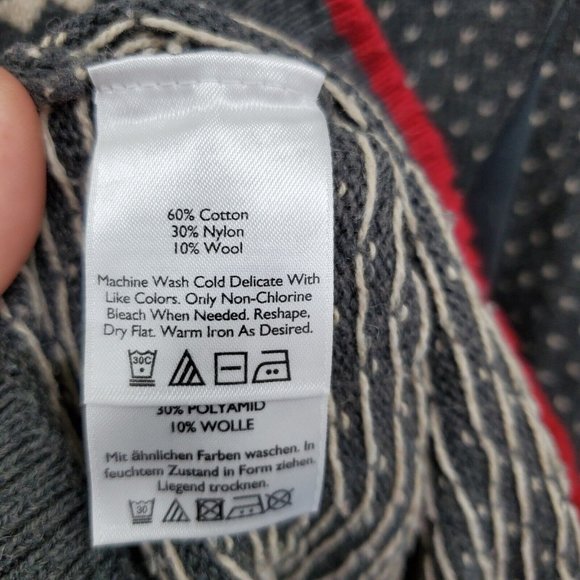 60% Cotton
30% Nylon
10% Wool
Machine Wash Cold Delicate With
Like Colors. Only Non-Chlorine
Bleach When Needed. Reshape,
Dry Flat. Warm Iron As Desired.
30C
30% POLYAMID
10% WOLLE
Mit ähnlichen Farben waschen. In
feuchtem Zustand in Form ziehen.
Liegend trocknen.
30